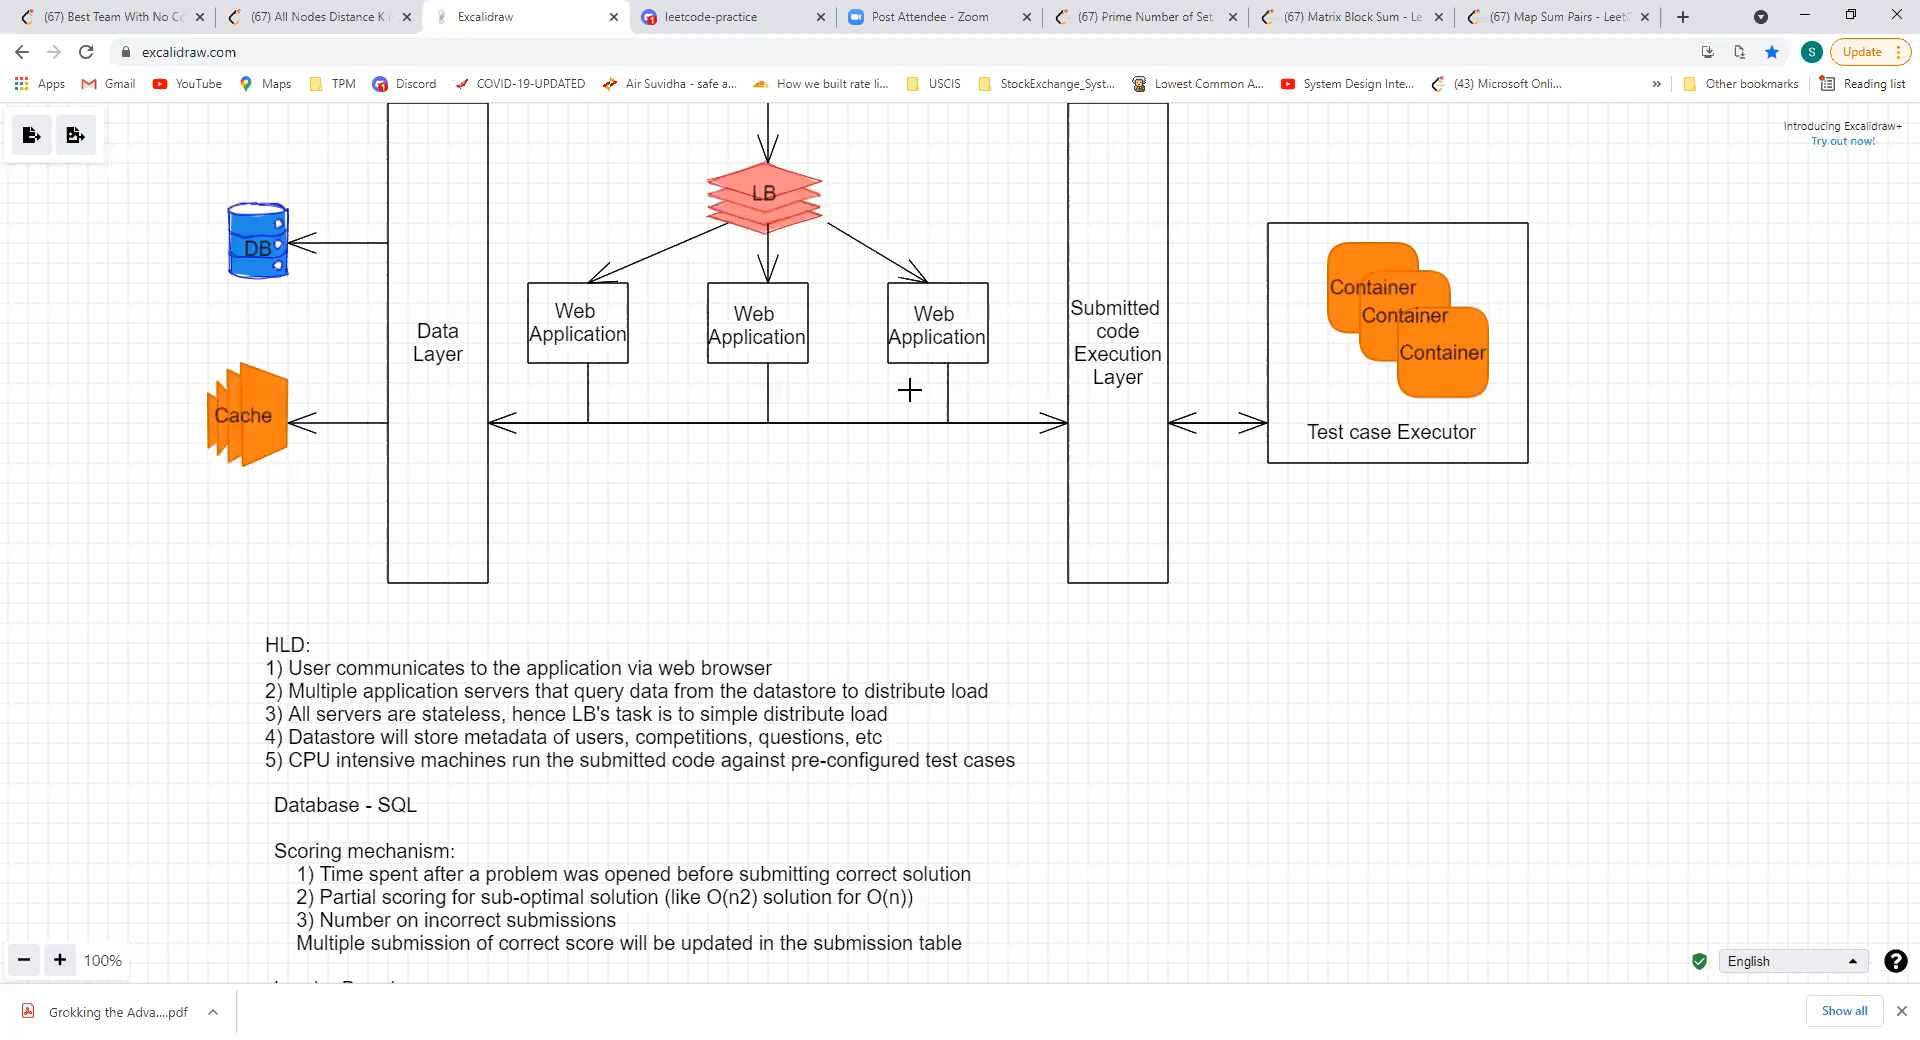 (67) Best Team With No Co
(67) All Nodes Distance K i
Excalidraw
leetcode-practice
Post Attendee - Zoom
(67) Prime Number of Set
(67) Matrix Block Sum - Le
(67) Map Sum Pairs - Leet
excalidraw.com
S
Update
Apps
Gmail
YouTube
Maps
TPM
Discord
COVID-19-UPDATED
Air Suvidha - safe a...
How we built rate li...
USCIS
StockExchange_Syst...
Lowest Common A...
System Design Inte...
(43) Microsoft Onli...
»
Other bookmarks
Reading list
Introducing Excalidraw+
Try out now!
LB
DB
Cache
Data
Layer
Web
Application
Web
Application
Web
Application
Submitted
code
Execution
Layer
Container
Container
Container
Test case Executor
HLD:
1) User communicates to the application via web browser
2) Multiple application servers that query data from the datastore to distribute load
3) All servers are stateless, hence LB's task is to simple distribute load
4) Datastore will store metadata of users, competitions, questions, etc
5) CPU intensive machines run the submitted code against pre-configured test cases
Database - SQL
Scoring mechanism:
1) Time spent after a problem was opened before submitting correct solution
2) Partial scoring for sub-optimal solution (like O(n2) solution for O(n))
3) Number on incorrect submissions
Multiple submission of correct score will be updated in the submission table
100%
English
Grokking the Adva....pdf
Show all